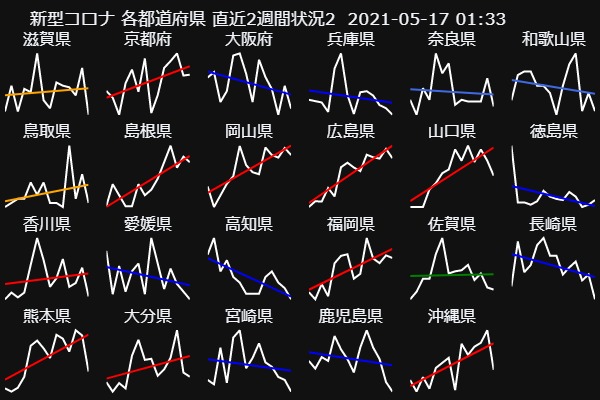 新型コロナ 各都道府県 直近2週間状況2 2021-05-17 01:33
滋賀県 京都府 大阪府 兵庫県 奈良県 和歌山県
鳥取県 島根県 岡山県 広島県 山口県 徳島県
香川県 愛媛県 高知県 福岡県 佐賀県 長崎県
熊本県 大分県 宮崎県 鹿児島県 沖縄県